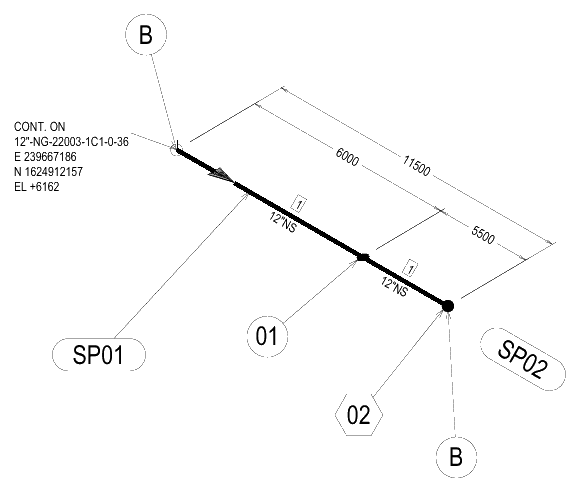 B
CONT. ON
12"-NG-22003-1C1-0-36
E 239667186
N 1624912157
EL +6162
6000
11500
5500
1
12"NS
1
12"NS
01
SP01
SP02
02
B